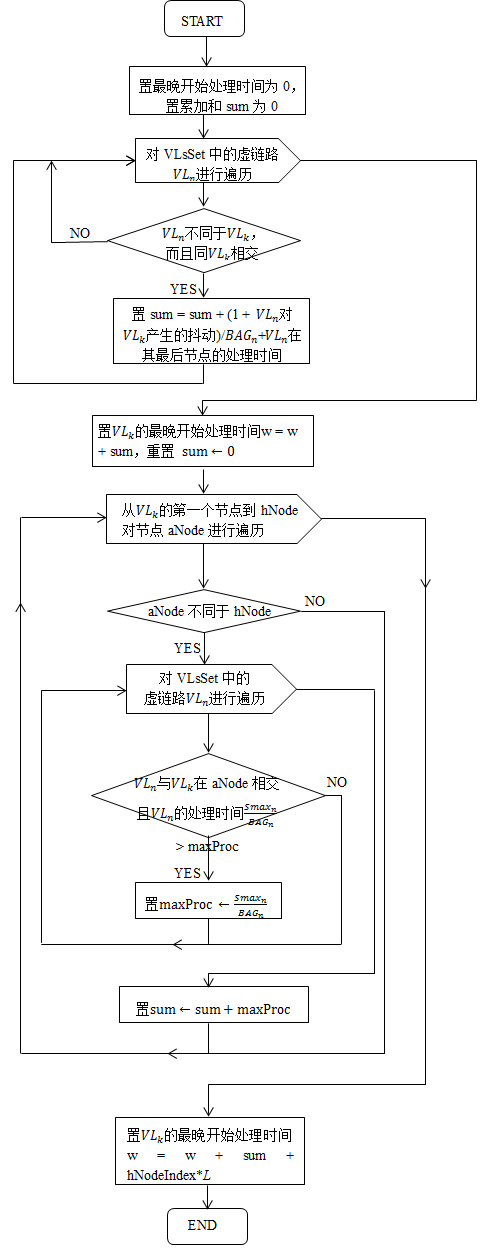 START
置最晚开始处理时间为 0，
置累加和 sum 为 0
对 VLsSet 中的虚链路
VLₙ进行遍历
NO
VLₙ不同于VLₖ，
而且同VLₖ相交
YES
置 sum = sum + (1 + VLₙ对
VLₖ产生的抖动)/BAGₙ+VLₙ在
其最后节点的处理时间
置VLₖ的最晚开始处理时间w = w
+ sum，重置 sum ← 0
从VLₖ的第一个节点到 hNode
对节点 aNode 进行遍历
aNode 不同于 hNode
NO
YES
对 VLsSet 中的
虚链路VLₙ进行遍历
VLₙ与VLₖ在 aNode 相交
NO
且VLₙ的处理时间Smaxₙ/BAGₙ
> maxProc
YES
置maxProc ← Smaxₙ/BAGₙ
置sum ← sum + maxProc
置VLₖ的最晚开始处理时间
w = w + sum +
hNodeIndex*L
END